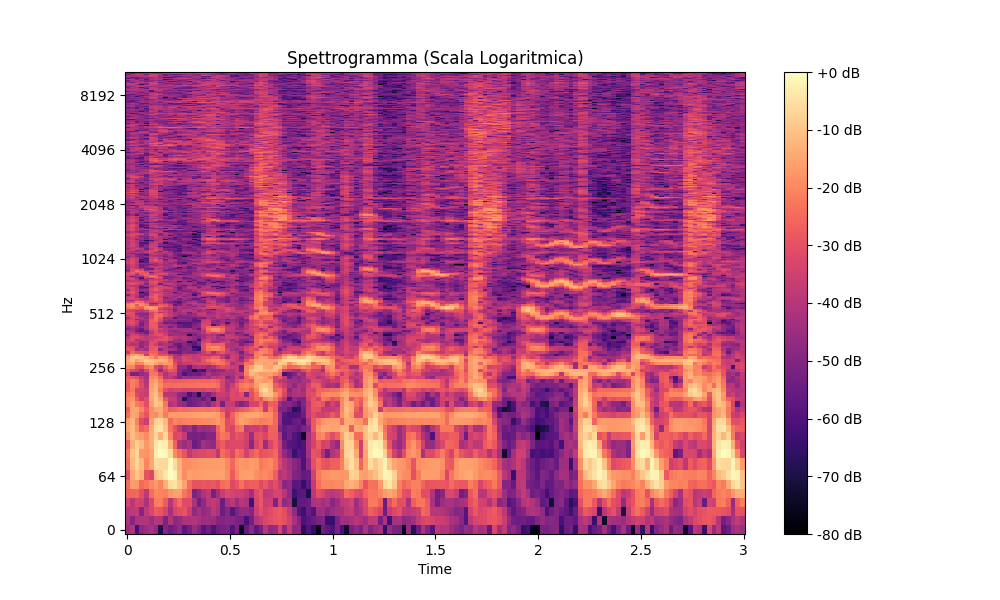 Spettrogramma (Scala Logaritmica)
8192
4096
2048
1024
512
256
128
64
0
Hz
0
0.5
1
1.5
2
2.5
3
Time
+0 dB
-10 dB
-20 dB
-30 dB
-40 dB
-50 dB
-60 dB
-70 dB
-80 dB